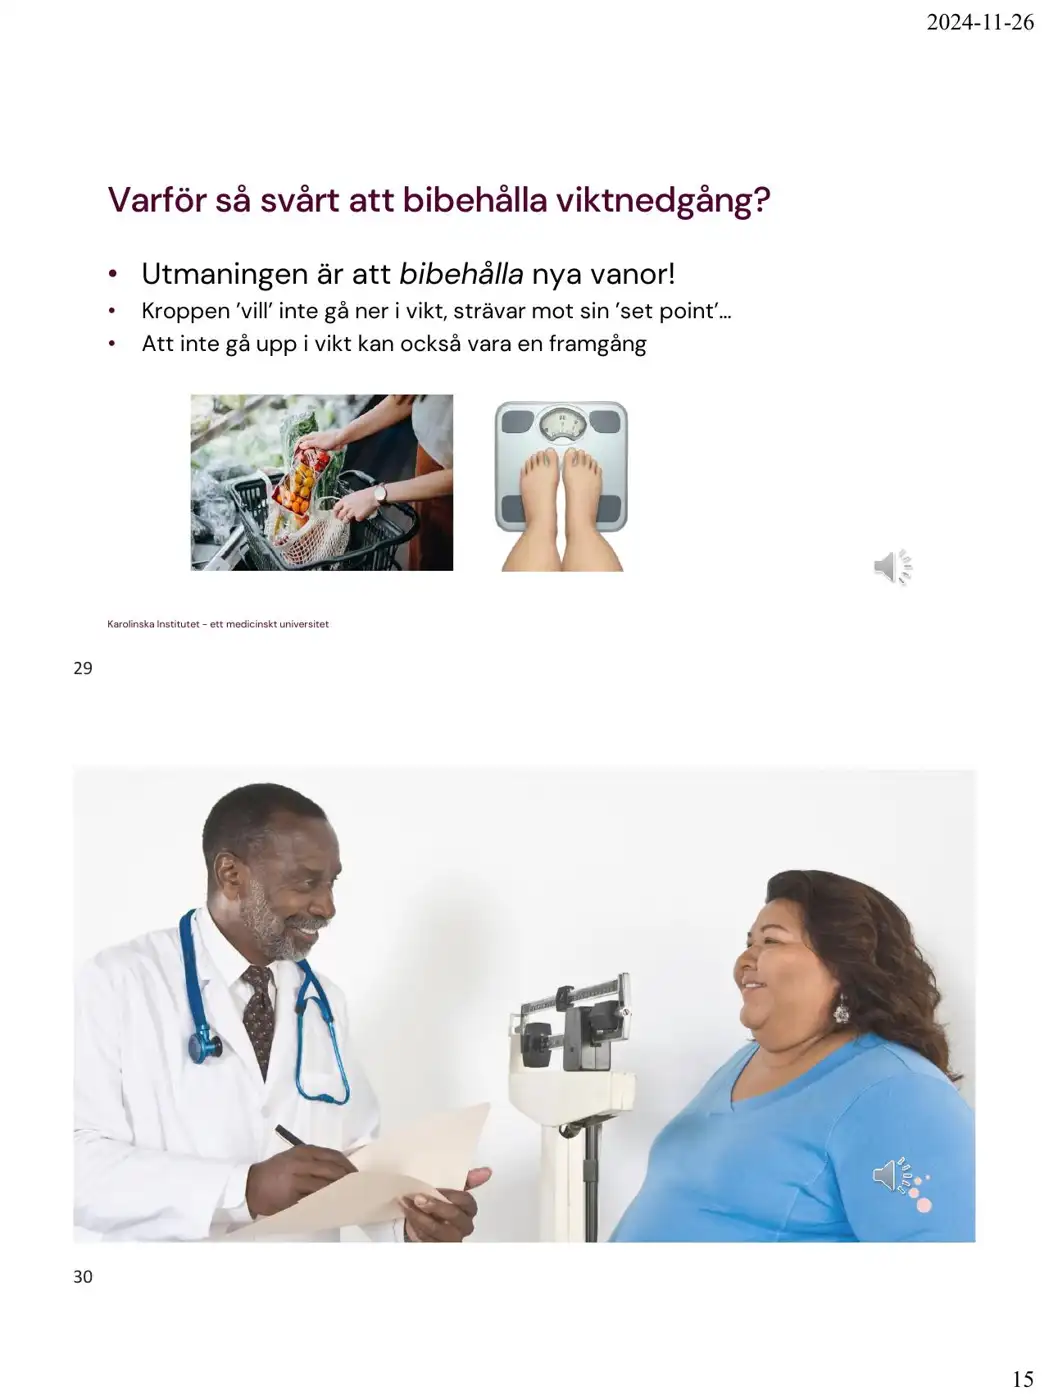 2024-11-26
Varför så svårt att bibehålla viktnedgång?
• Utmaningen är att bibehålla nya vanor!
• Kroppen ’vill’ inte gå ner i vikt, strävar mot sin ’set point’...
• Att inte gå upp i vikt kan också vara en framgång
Karolinska Institutet - ett medicinskt universitet
29
30
15